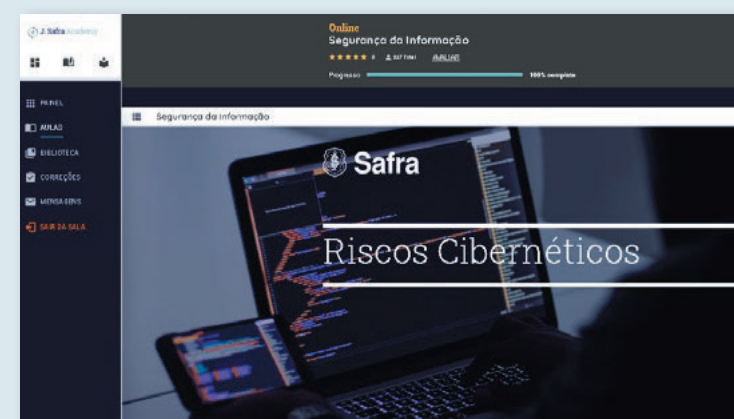 J. Safra Academy
Online
Segurança da Informação
AVALIAR
Progresso
100% completo
PAINEL
AULAS
BIBLIOTECA
CORREÇÕES
MENSAGENS
SAIR DA SALA
Segurança da Informação
Safra
Riscos Cibernéticos